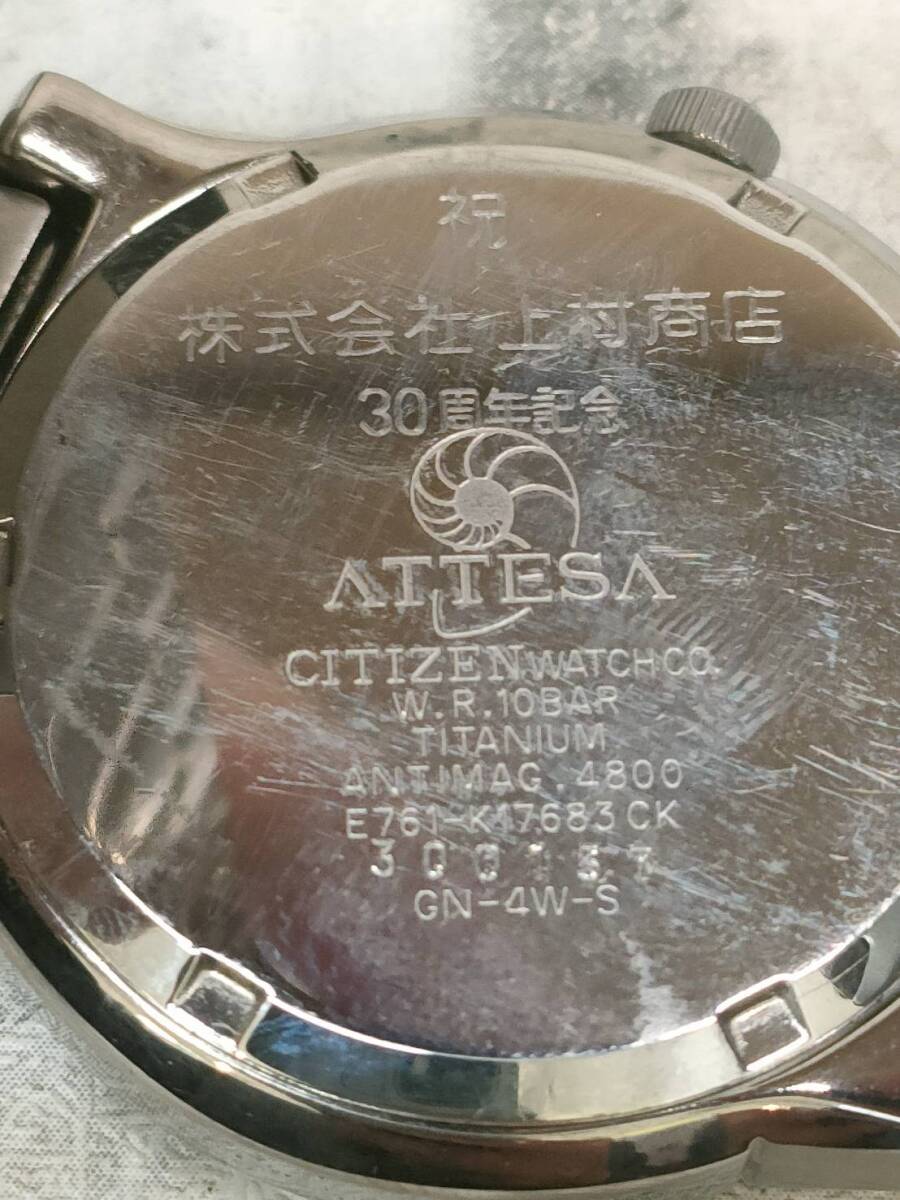 祝
株式会社 上村商店
30周年記念
ATTESA
CITIZEN WATCH CO.
W.R.10BAR
TITANIUM
ANTIMAG.4800
E761-K17683 CK
GN-4W-S